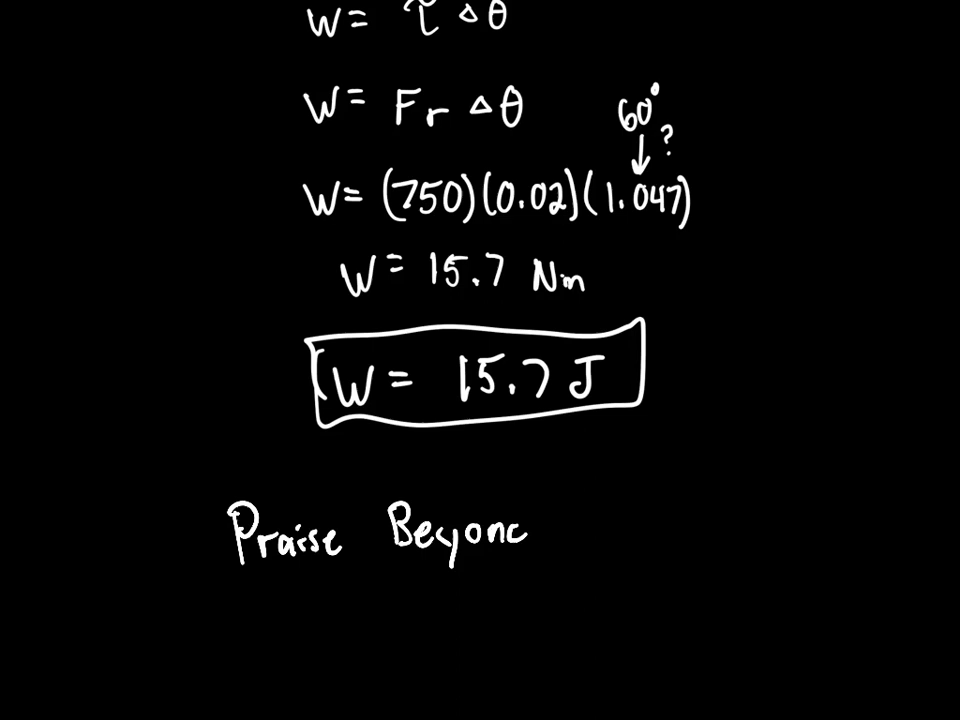 W= τ Δθ
W= Fr Δθ
60°
?
W= (750)(0.02)(1.047)
W= 15.7 Nm
W= 15.7 J
Praise Beyonc